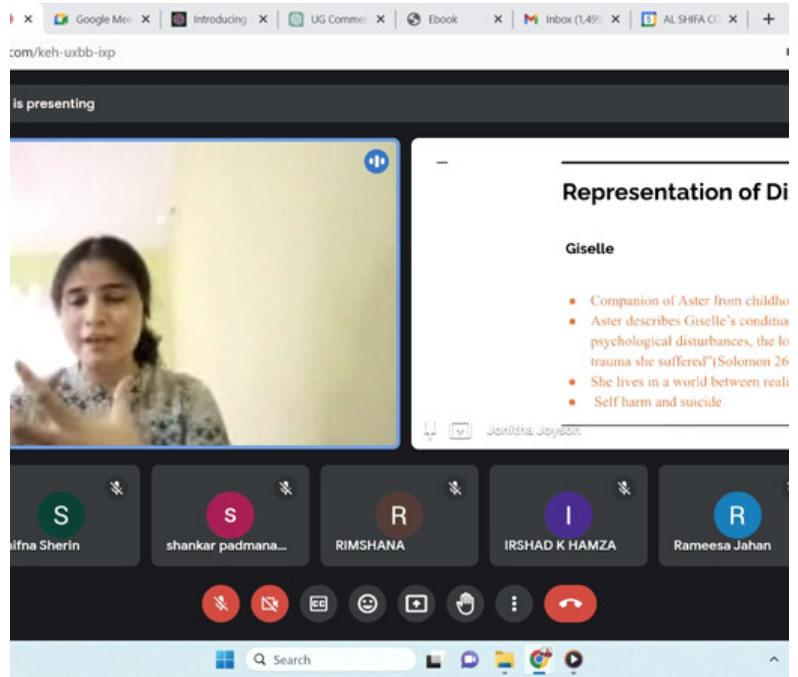 Google Mee
Introducing
UG Commer
Ebook
Inbox (1,499
AL SHIFA CO
com/keh-uxbb-ixp
is presenting
Representation of Di
Giselle
Companion of Aster from childho
Aster describes Giselle's conditio
psychological disturbances, the lo
trauma she suffered"(Solomon 26
She lives in a world between reali
Self harm and suicide
Jonitha Joyson
S
ifna Sherin
s
shankar padmana...
R
RIMSHANA
I
IRSHAD K HAMZA
R
Rameesa Jahan
CC
Search